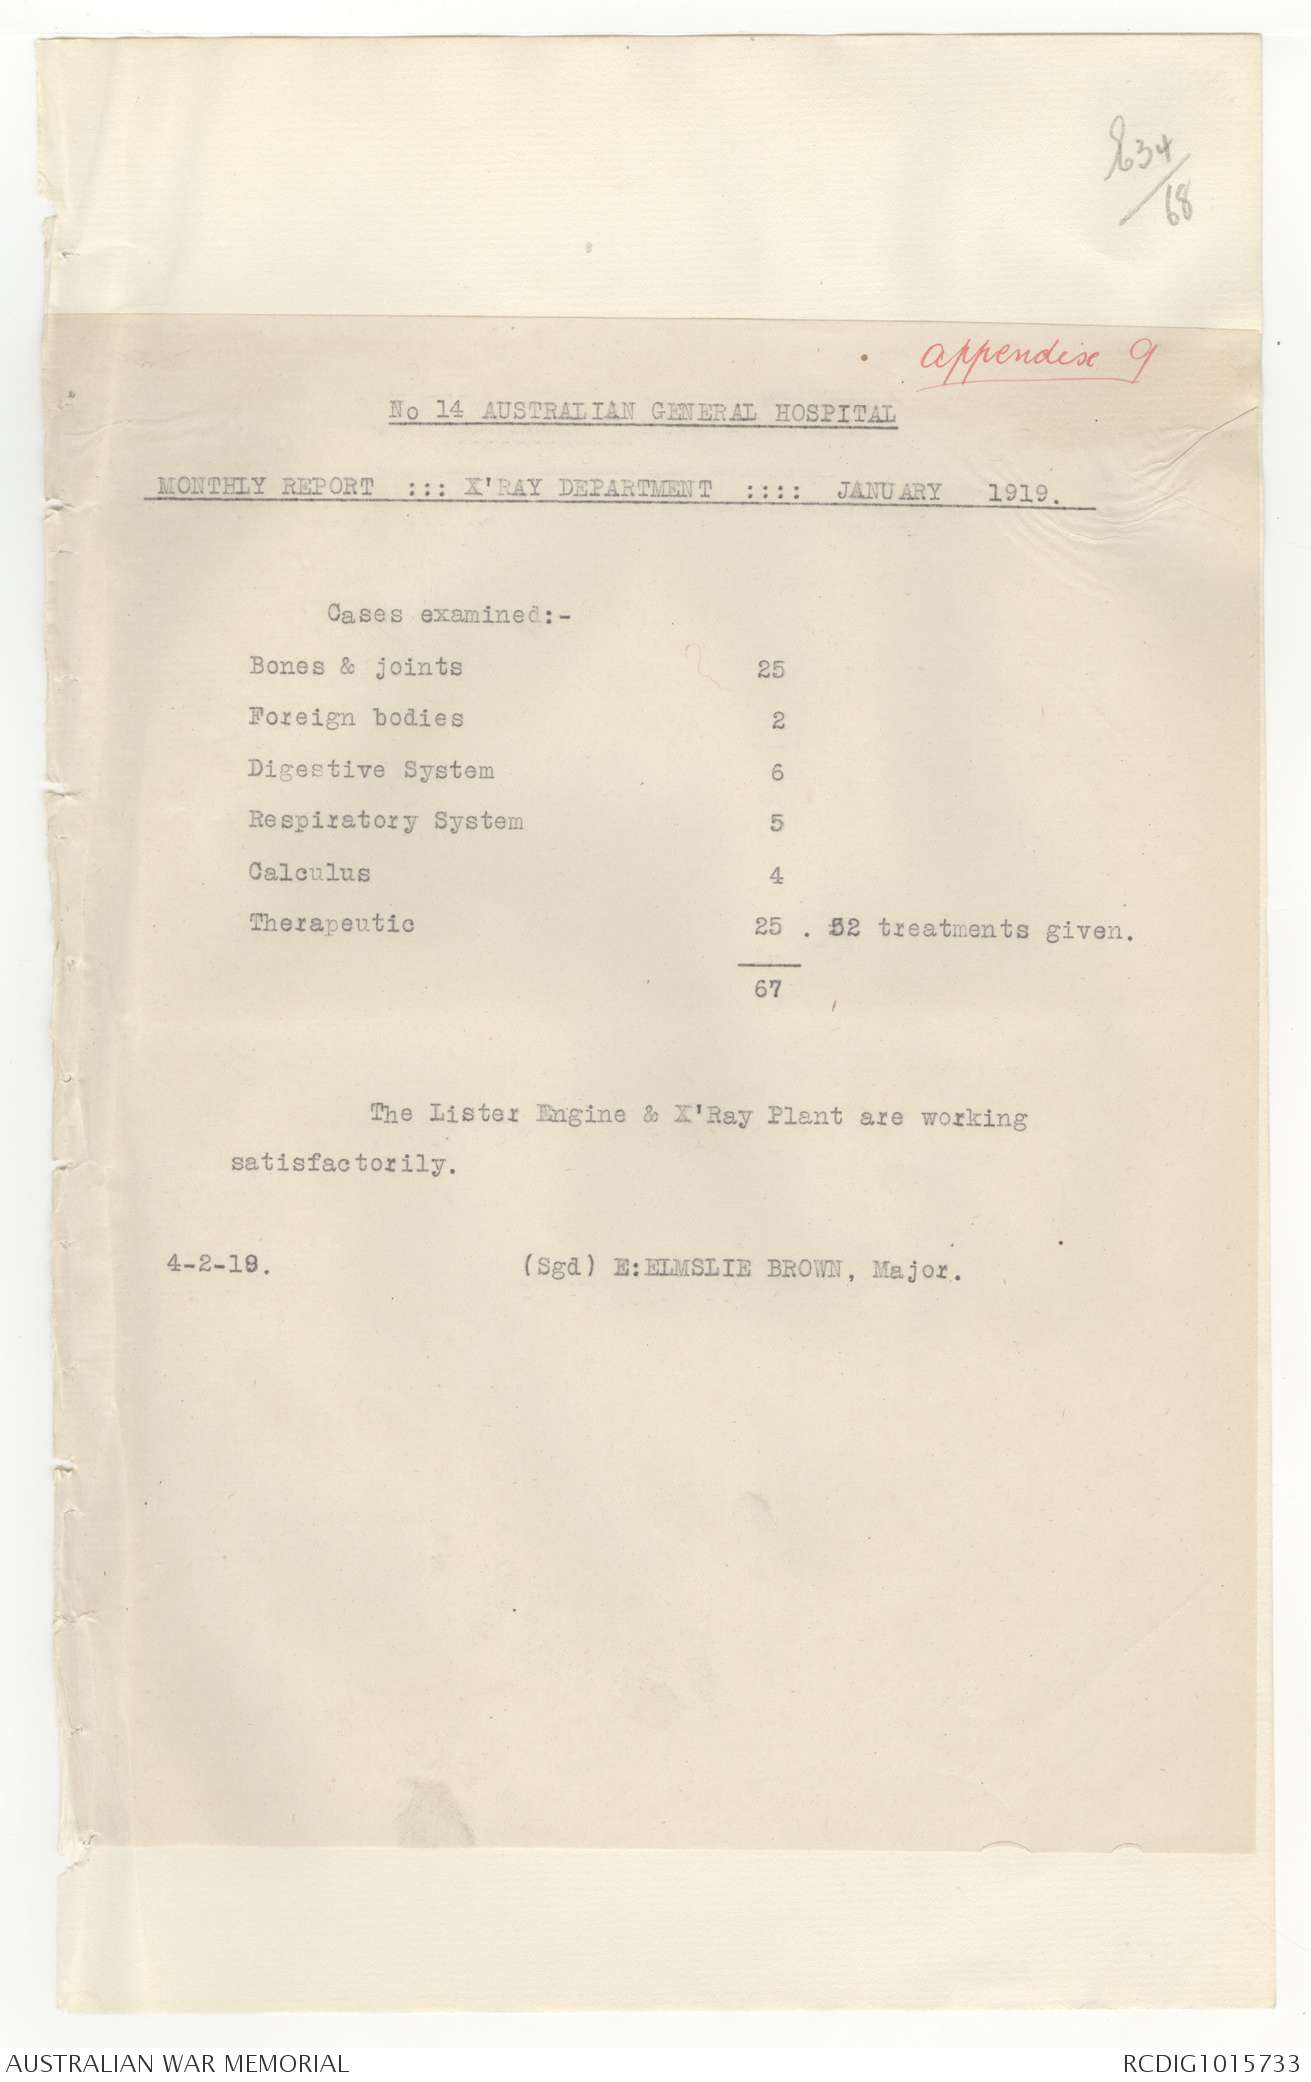 634/68
appendix 9
No 14 AUSTRALIAN GENERAL HOSPITAL
MONTHLY REPORT ::: X'RAY DEPARTMENT :::: JANUARY 1919.
Cases examined:-
Bones & joints 25
Foreign bodies 2
Digestive System 6
Respiratory System 5
Calculus 4
Therapeutic 25 . 52 treatments given.
67
The Lister Engine & X'Ray Plant are working
satisfactorily.
4-2-19. (Sgd) E:ELMSLIE BROWN, Major.
AUSTRALIAN WAR MEMORIAL RCDIG1015733